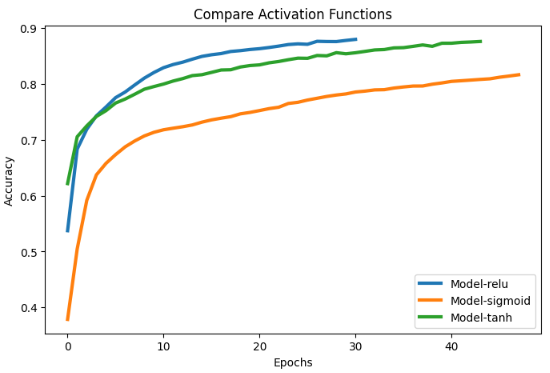 Compare Activation Functions
Accuracy
0.9
0.8
0.7
0.6
0.5
0.4
0
10
20
30
40
Epochs
Model-relu
Model-sigmoid
Model-tanh